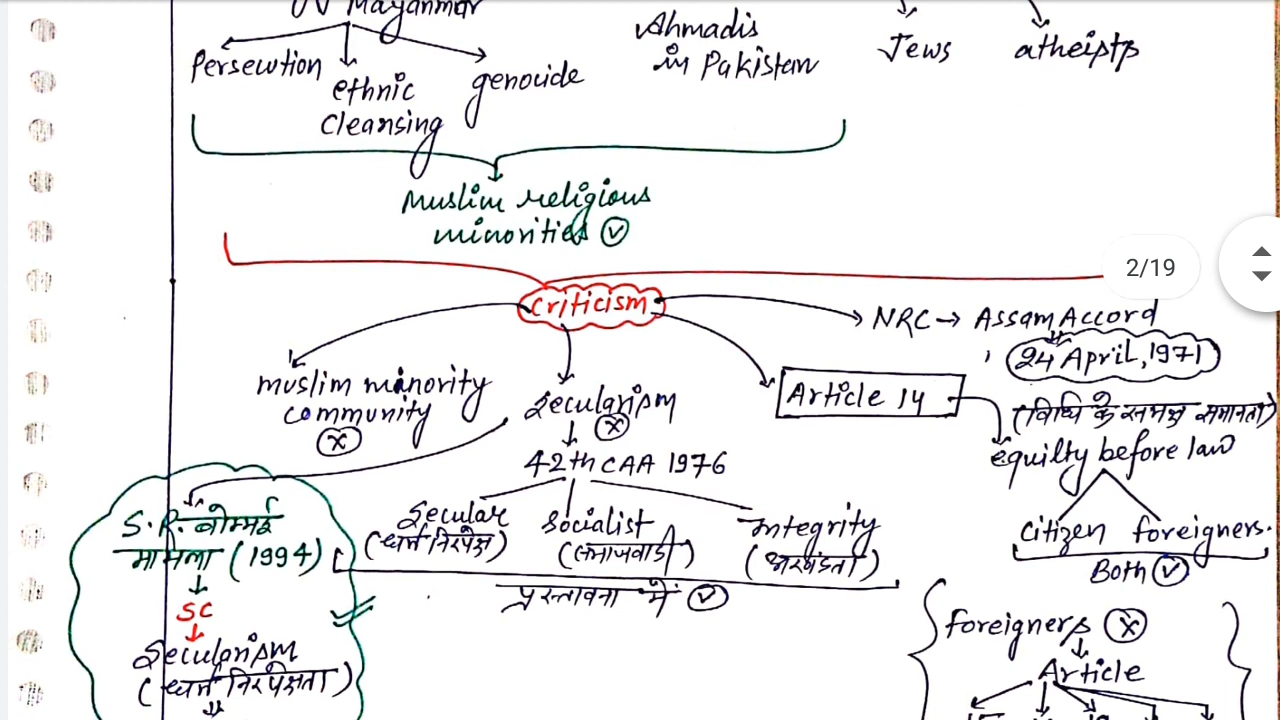 Mayanmar
Persecution
ethnic
cleansing
genocide
Ahmadis
in Pakistan
Jews
atheists
Muslim religious
minorities
2/19
Criticism
NRC → Assam Accord
24 April, 1971
muslim minority
community
Secularism
Article 14
(विधि के समक्ष समानता)
equilty before law
42th CAA 1976
Citizen foreigners.
Both
Secular
(धर्म निरपेक्ष)
Socialist
(समाजवादी)
Integrity
(अखंडता)
प्रस्तावना में
S.R. बोम्मई
मामला (1994)
SC
Secularism
(धर्म निरपेक्षता)
foreigners
Article